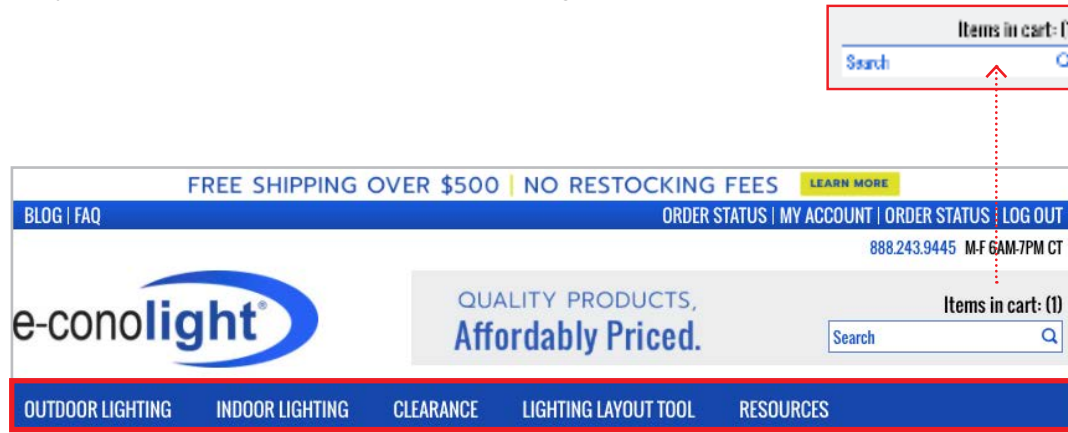 Items in cart: (1
Search
FREE SHIPPING OVER $500 | NO RESTOCKING FEES LEARN MORE
BLOG | FAQ ORDER STATUS | MY ACCOUNT | ORDER STATUS | LOG OUT
888.243.9445 M-F 6AM-7PM CT
e-conolight®
QUALITY PRODUCTS,
Affordably Priced.
Items in cart: (1)
Search
OUTDOOR LIGHTING INDOOR LIGHTING CLEARANCE LIGHTING LAYOUT TOOL RESOURCES